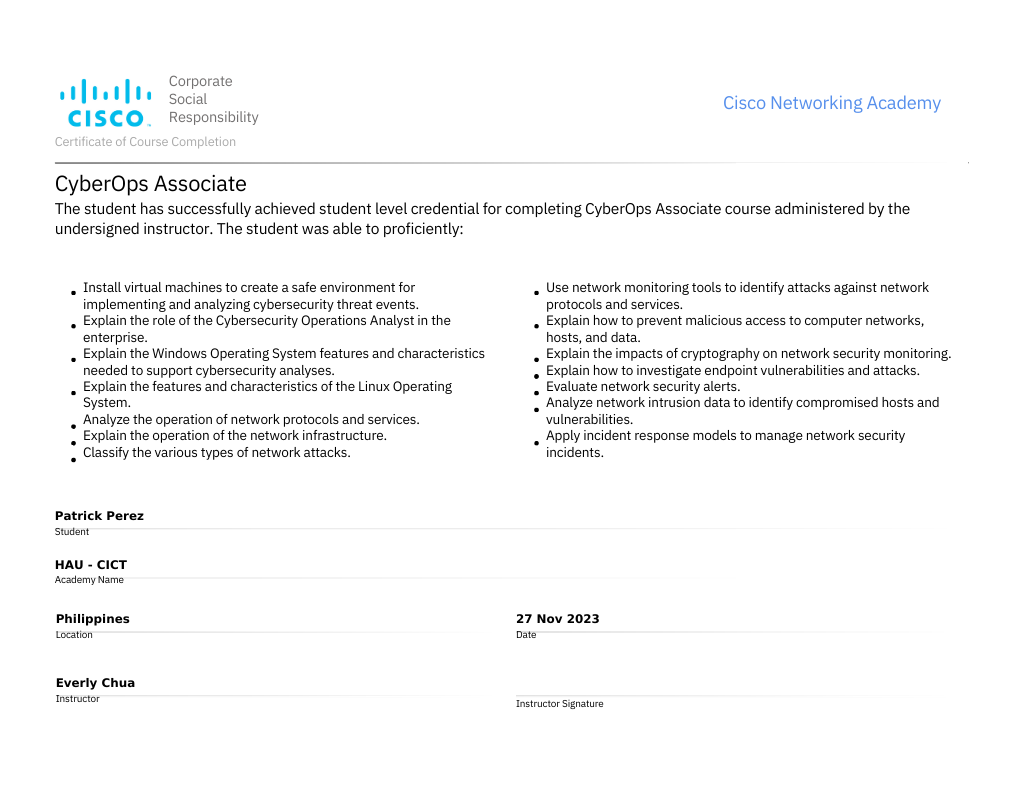 Corporate
Social
Responsibility
CISCO
Cisco Networking Academy
Certificate of Course Completion
CyberOps Associate
The student has successfully achieved student level credential for completing CyberOps Associate course administered by the
undersigned instructor. The student was able to proficiently:
• Install virtual machines to create a safe environment for
implementing and analyzing cybersecurity threat events.
• Explain the role of the Cybersecurity Operations Analyst in the
enterprise.
• Explain the Windows Operating System features and characteristics
needed to support cybersecurity analyses.
• Explain the features and characteristics of the Linux Operating
System.
• Analyze the operation of network protocols and services.
• Explain the operation of the network infrastructure.
• Classify the various types of network attacks.
• Use network monitoring tools to identify attacks against network
protocols and services.
• Explain how to prevent malicious access to computer networks,
hosts, and data.
• Explain the impacts of cryptography on network security monitoring.
• Explain how to investigate endpoint vulnerabilities and attacks.
• Evaluate network security alerts.
• Analyze network intrusion data to identify compromised hosts and
vulnerabilities.
• Apply incident response models to manage network security
incidents.
Patrick Perez
Student
HAU - CICT
Academy Name
Philippines
Location
27 Nov 2023
Date
Everly Chua
Instructor
Instructor Signature